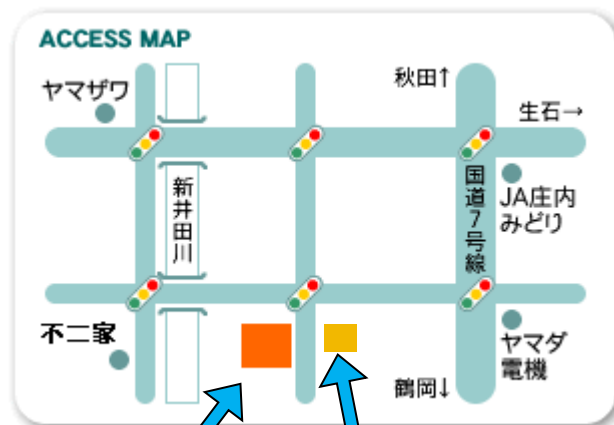 ACCESS MAP
ヤマザワ
秋田↑
生石→
新井田川
国道7号線
JA庄内
みどり
不二家
ヤマダ
電機
鶴岡↓